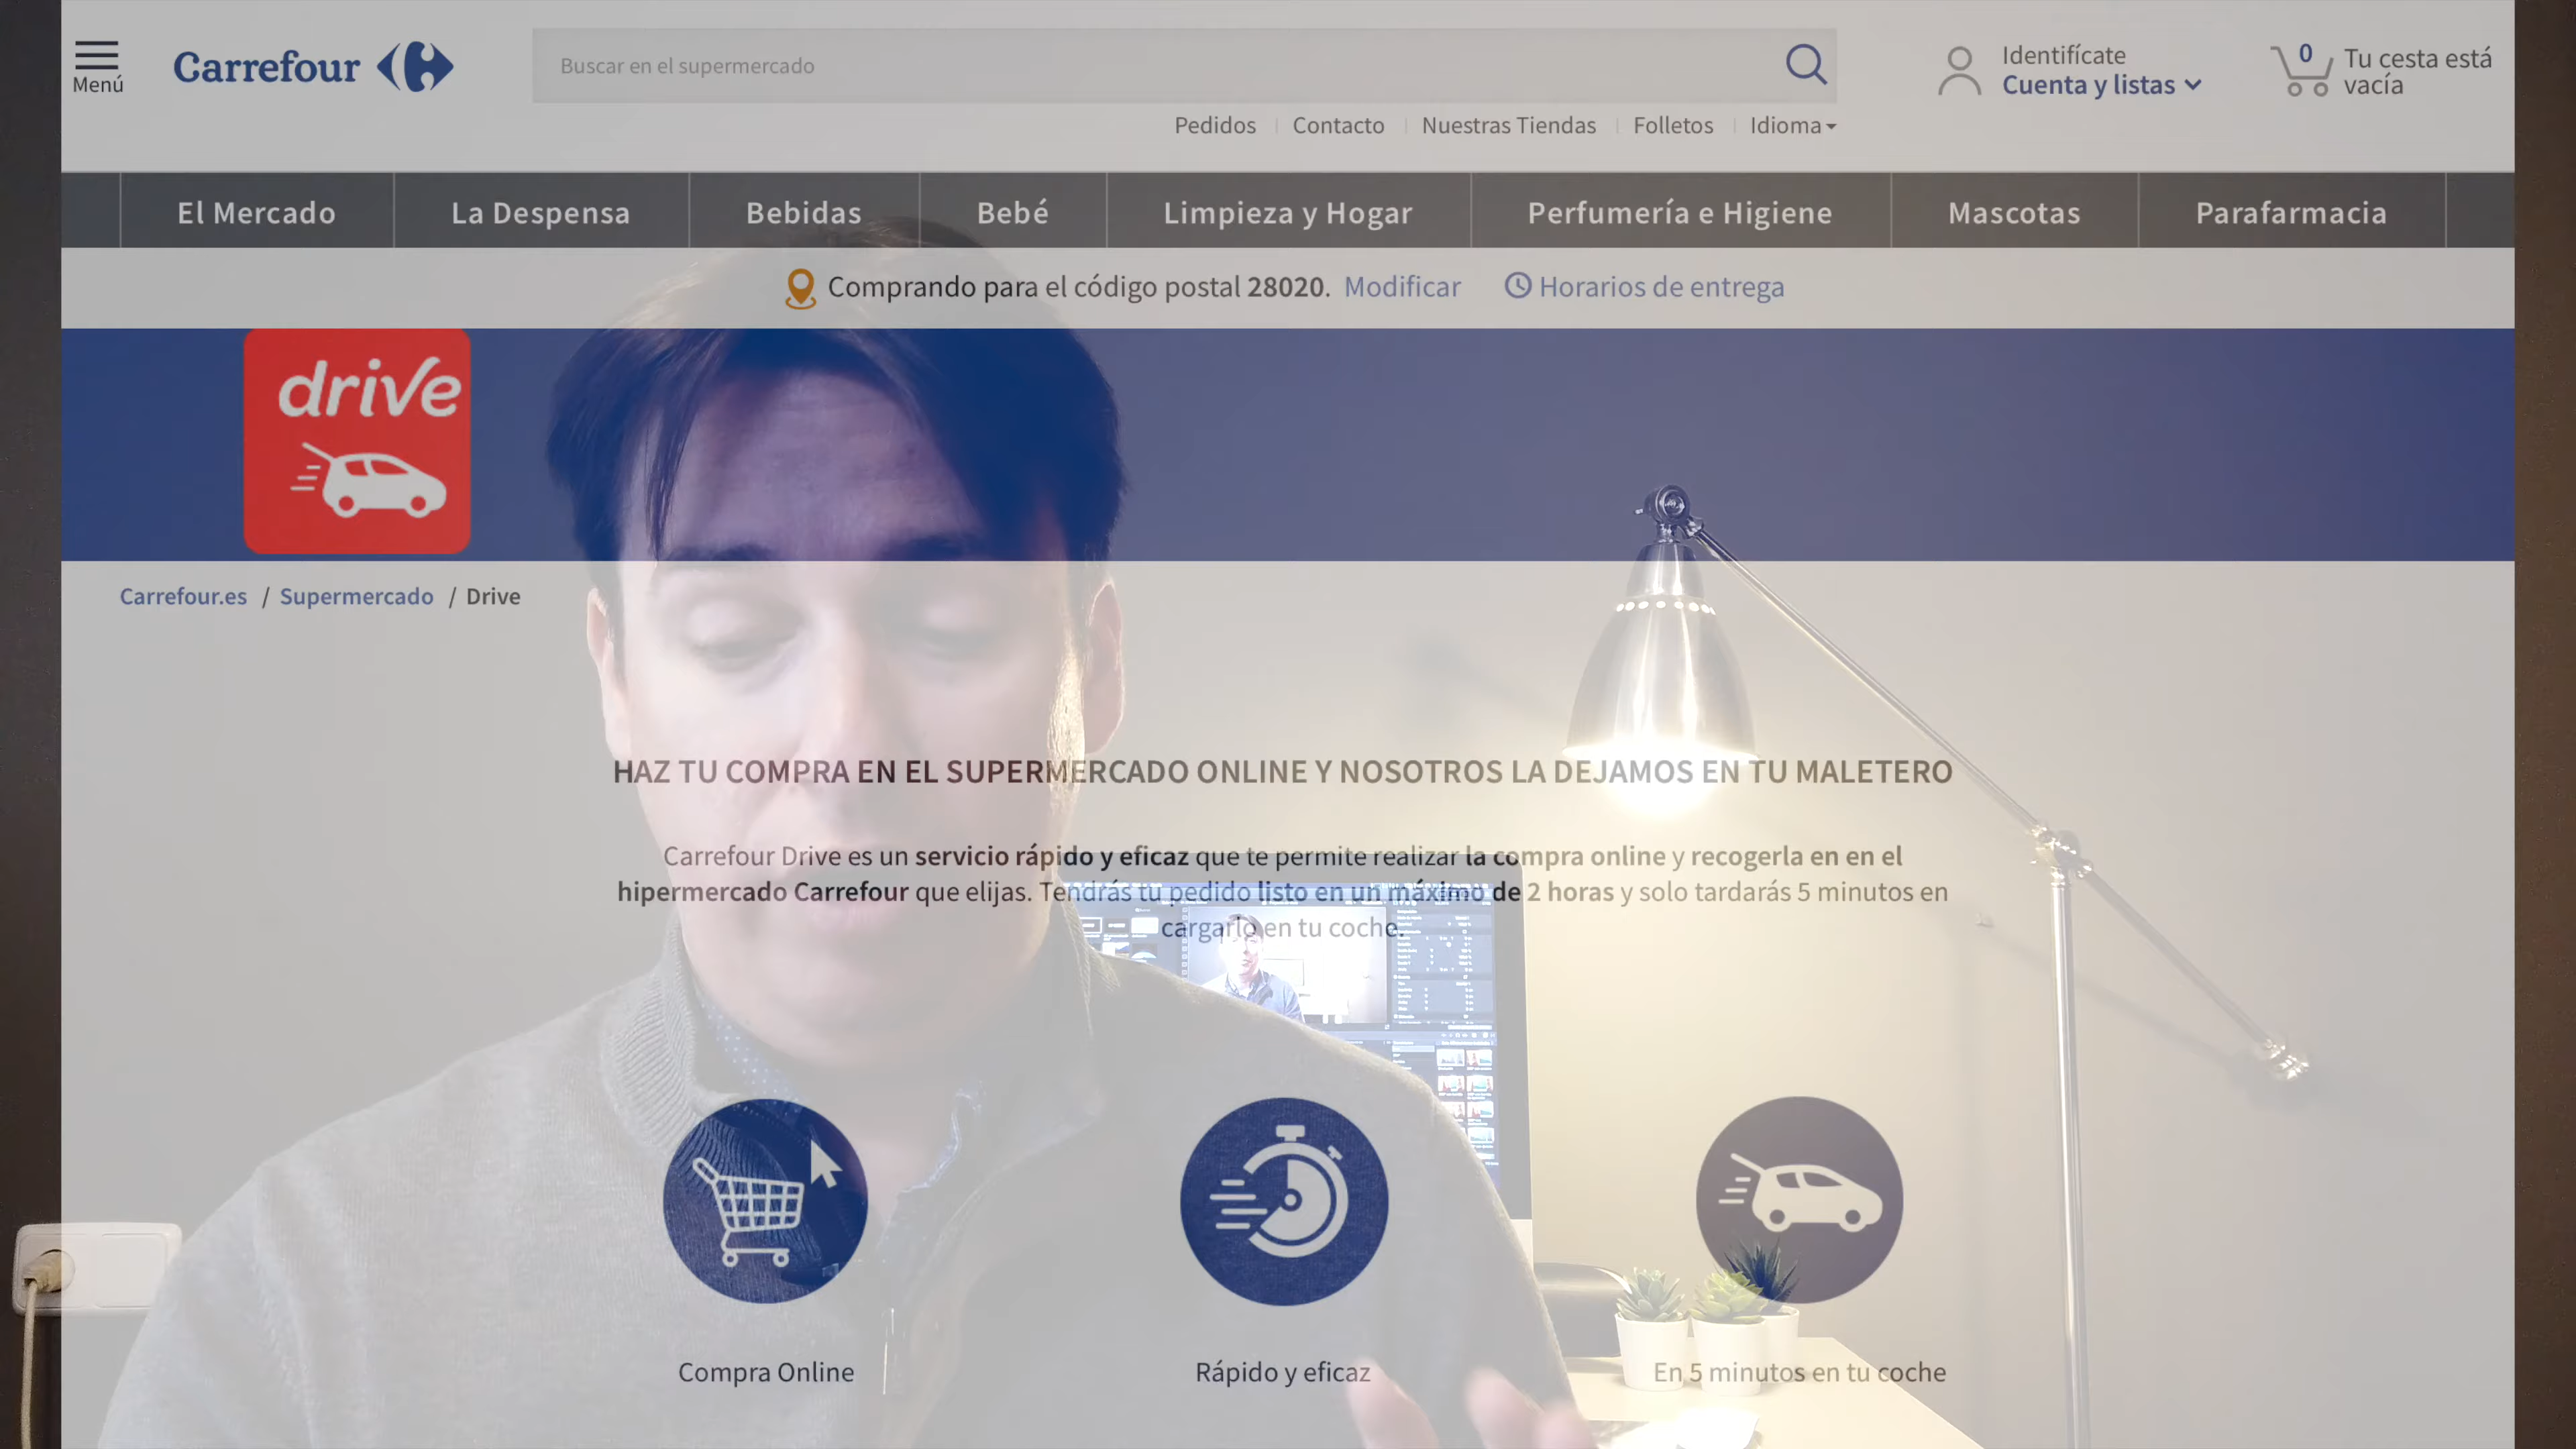 Menú
Carrefour
Buscar en el supermercado
Identifícate
Cuenta y listas
0
Tu cesta está
vacía
Pedidos
Contacto
Nuestras Tiendas
Folletos
Idioma
El Mercado
La Despensa
Bebidas
Bebé
Limpieza y Hogar
Perfumería e Higiene
Mascotas
Parafarmacia
Comprando para el código postal 28020. Modificar
Horarios de entrega
drive
Carrefour.es / Supermercado / Drive
HAZ TU COMPRA EN EL SUPERMERCADO ONLINE Y NOSOTROS LA DEJAMOS EN TU MALETERO
Carrefour Drive es un servicio rápido y eficaz que te permite realizar la compra online y recogerla en en el
hipermercado Carrefour que elijas. Tendrás tu pedido listo en un máximo de 2 horas y solo tardarás 5 minutos en
cargarlo en tu coche.
Compra Online
Rápido y eficaz
En 5 minutos en tu coche